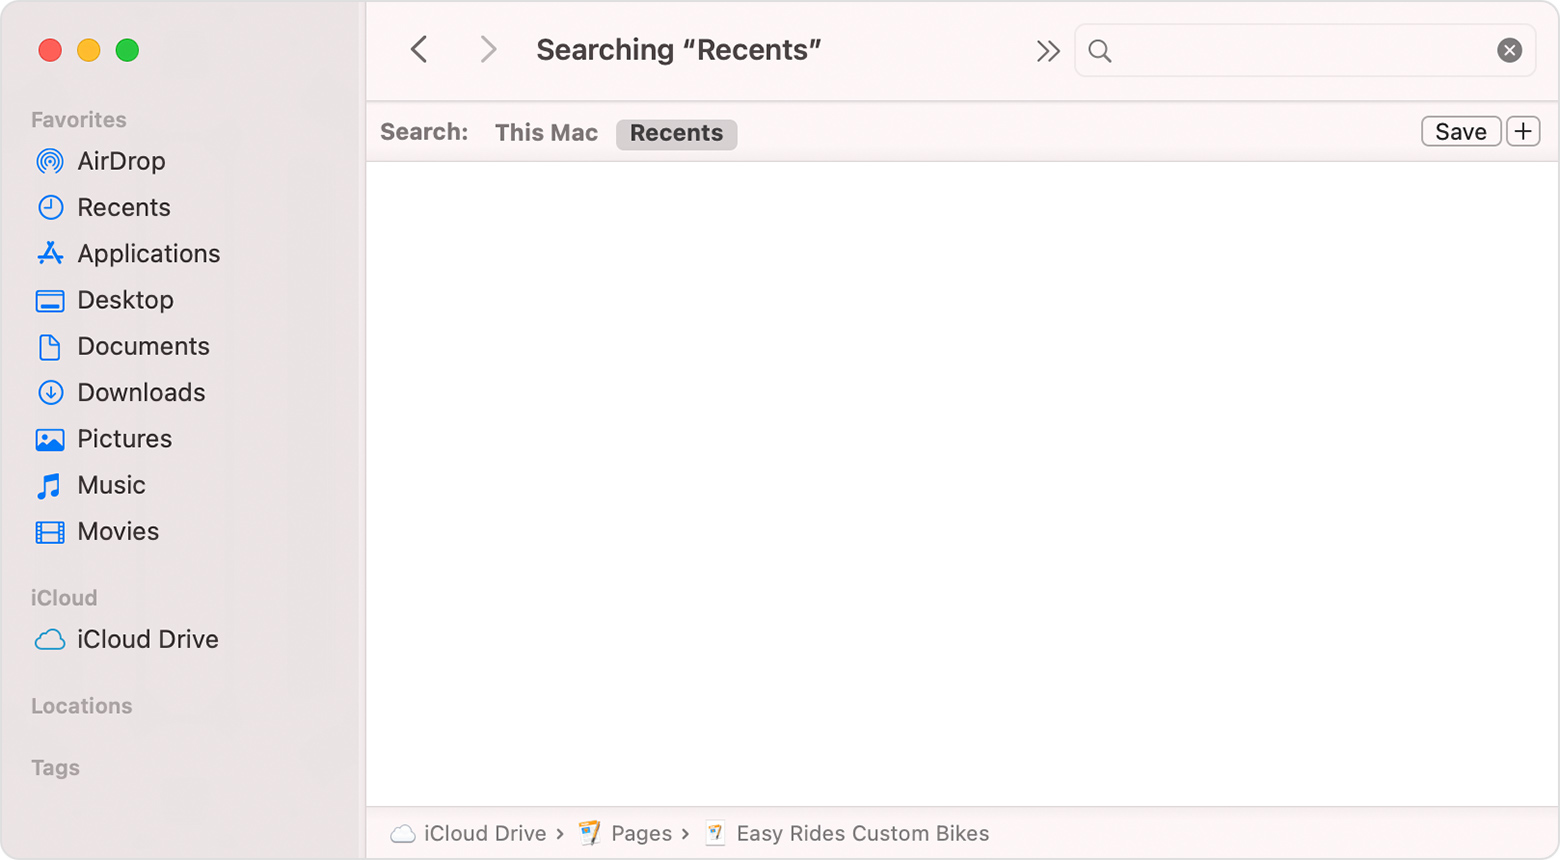 Searching “Recents”
Search: This Mac Recents Save
Favorites
AirDrop
Recents
Applications
Desktop
Documents
Downloads
Pictures
Music
Movies
iCloud
iCloud Drive
Locations
Tags
iCloud Drive › Pages › Easy Rides Custom Bikes